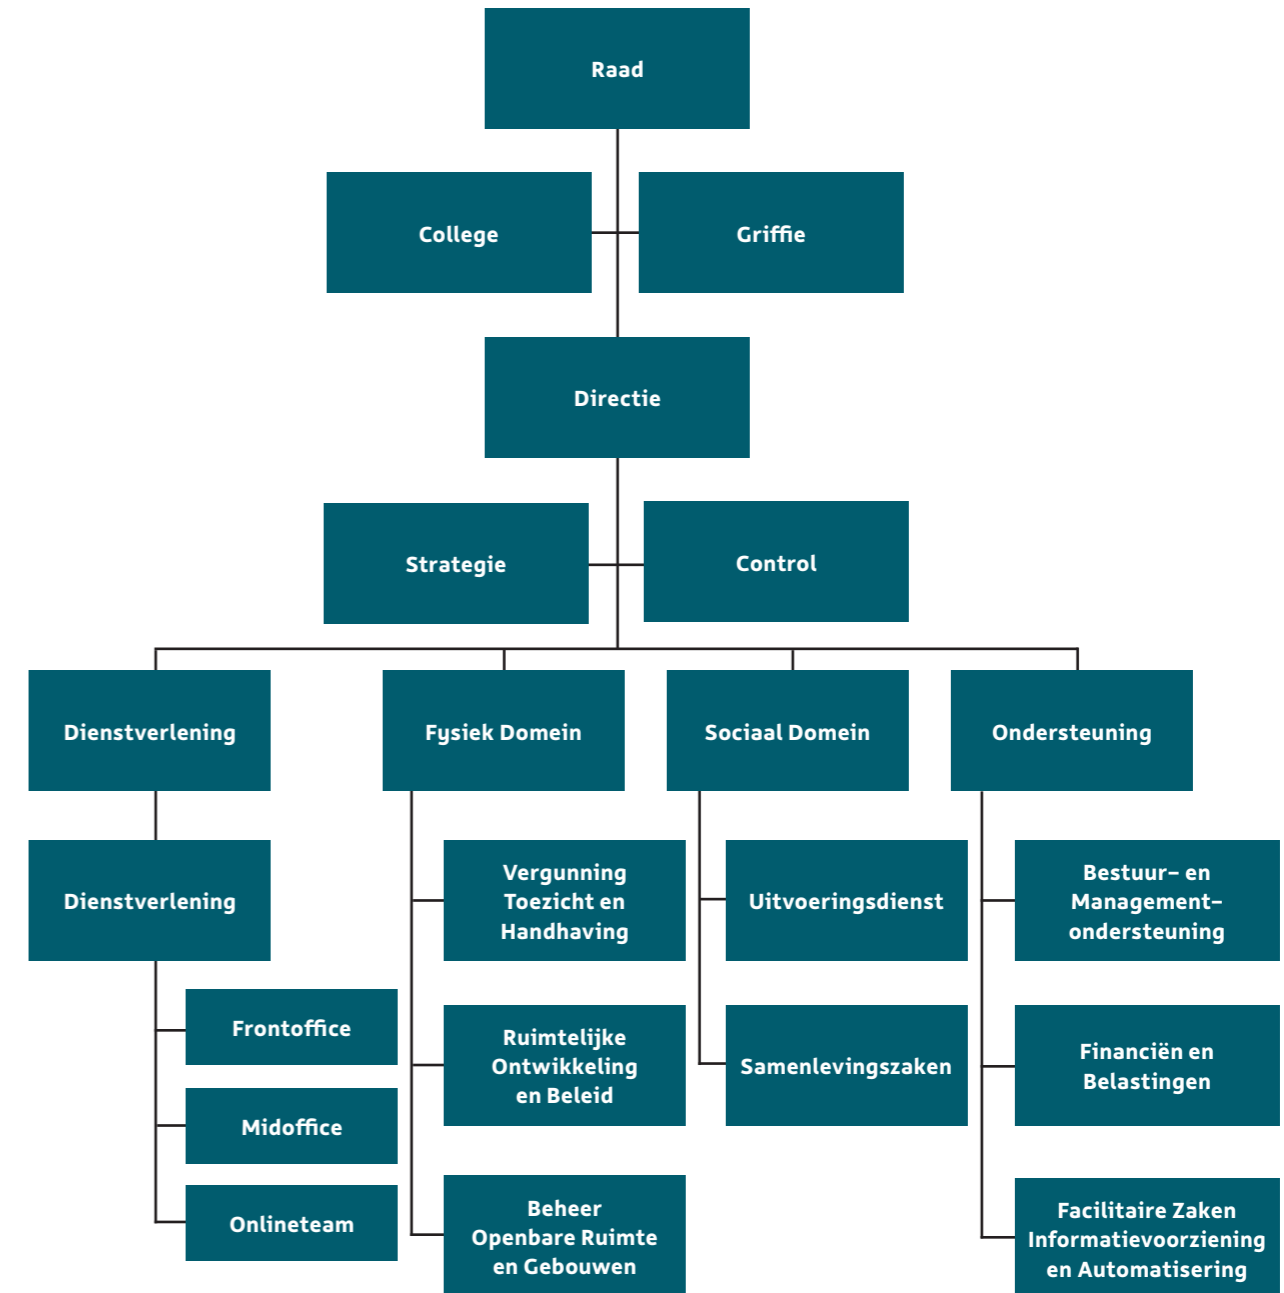 Raad
College
Griffie
Directie
Strategie
Control
Dienstverlening
Fysiek Domein
Sociaal Domein
Ondersteuning
Dienstverlening
Frontoffice
Midoffice
Onlineteam
Vergunning
Toezicht en
Handhaving
Ruimtelijke
Ontwikkeling
en Beleid
Beheer
Openbare Ruimte
en Gebouwen
Uitvoeringsdienst
Samenlevingszaken
Bestuur- en
Management-
ondersteuning
Financiën en
Belastingen
Facilitaire Zaken
Informatievoorziening
en Automatisering